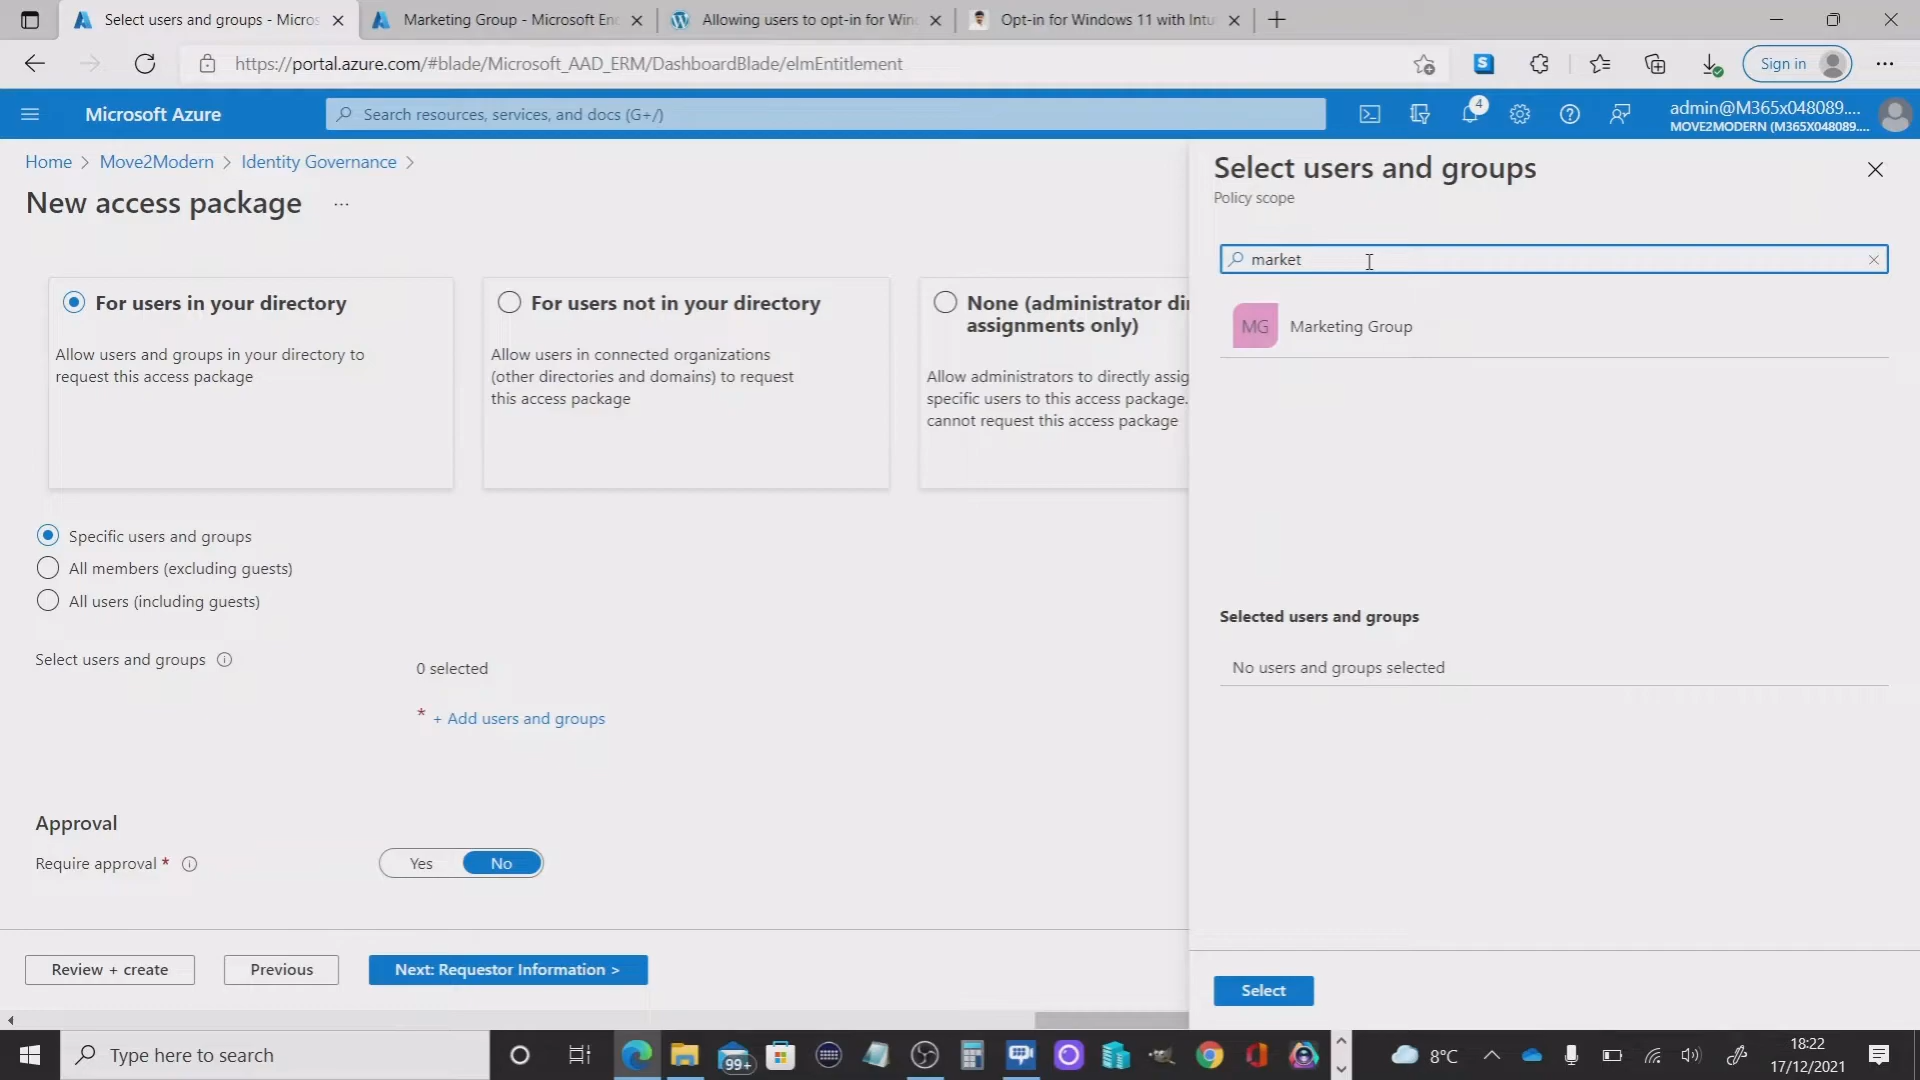 Select users and groups - Micros
Marketing Group - Microsoft En
Allowing users to opt-in for Win
Opt-in for Windows 11 with Intu
https://portal.azure.com/#blade/Microsoft_AAD_ERM/DashboardBlade/elmEntitlement
S
Sign in
Microsoft Azure
Search resources, services, and docs (G+/)
4
admin@M365x048089....
MOVE2MODERN (M365X048089....
Home > Move2Modern > Identity Governance >
New access package ...
For users in your directory
Allow users and groups in your directory to
request this access package
For users not in your directory
Allow users in connected organizations
(other directories and domains) to request
this access package
None (administrator di
assignments only)
Allow administrators to directly assig
specific users to this access package.
cannot request this access package
Specific users and groups
All members (excluding guests)
All users (including guests)
Select users and groups
0 selected
* + Add users and groups
Approval
Require approval *
Yes No
Review + create
Previous
Next: Requestor Information >
Select users and groups
Policy scope
market
MG Marketing Group
Selected users and groups
No users and groups selected
Select
Type here to search
99+
8°C
18:22
17/12/2021